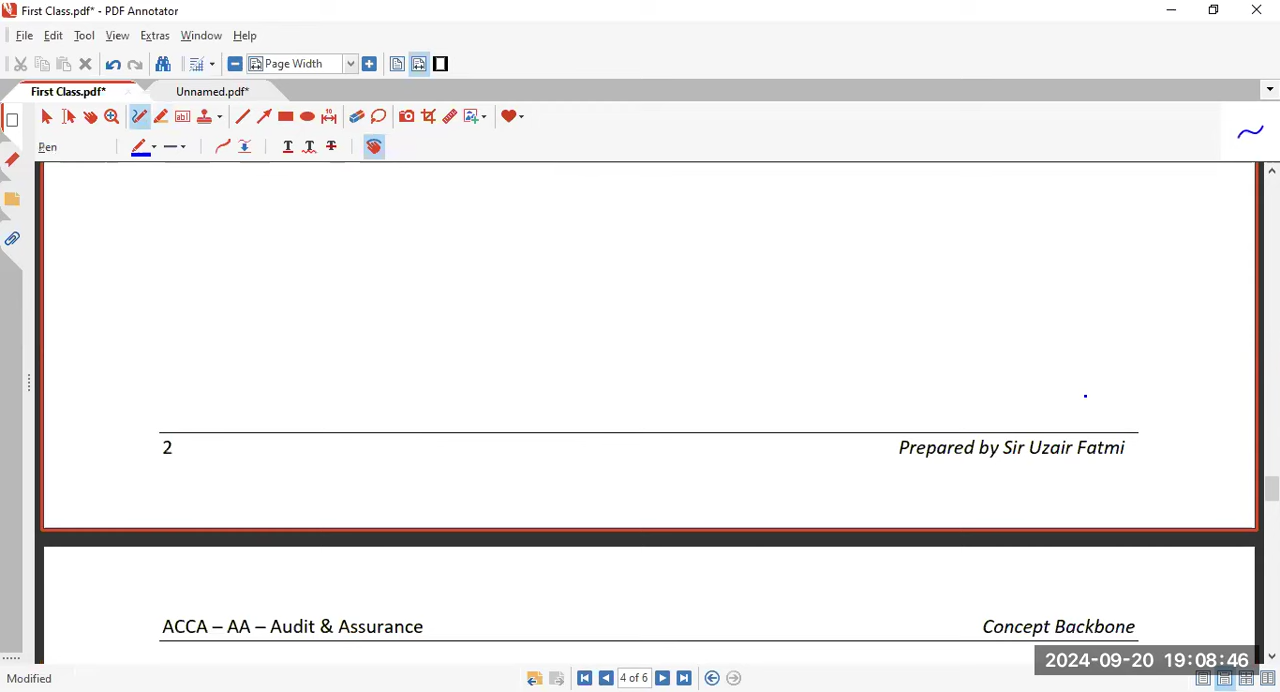 First Class.pdf* - PDF Annotator
File Edit Tool View Extras Window Help
Page Width
First Class.pdf* Unnamed.pdf*
Pen
2 Prepared by Sir Uzair Fatmi
ACCA – AA – Audit & Assurance Concept Backbone
2024-09-20 19:08:46
Modified 4 of 6